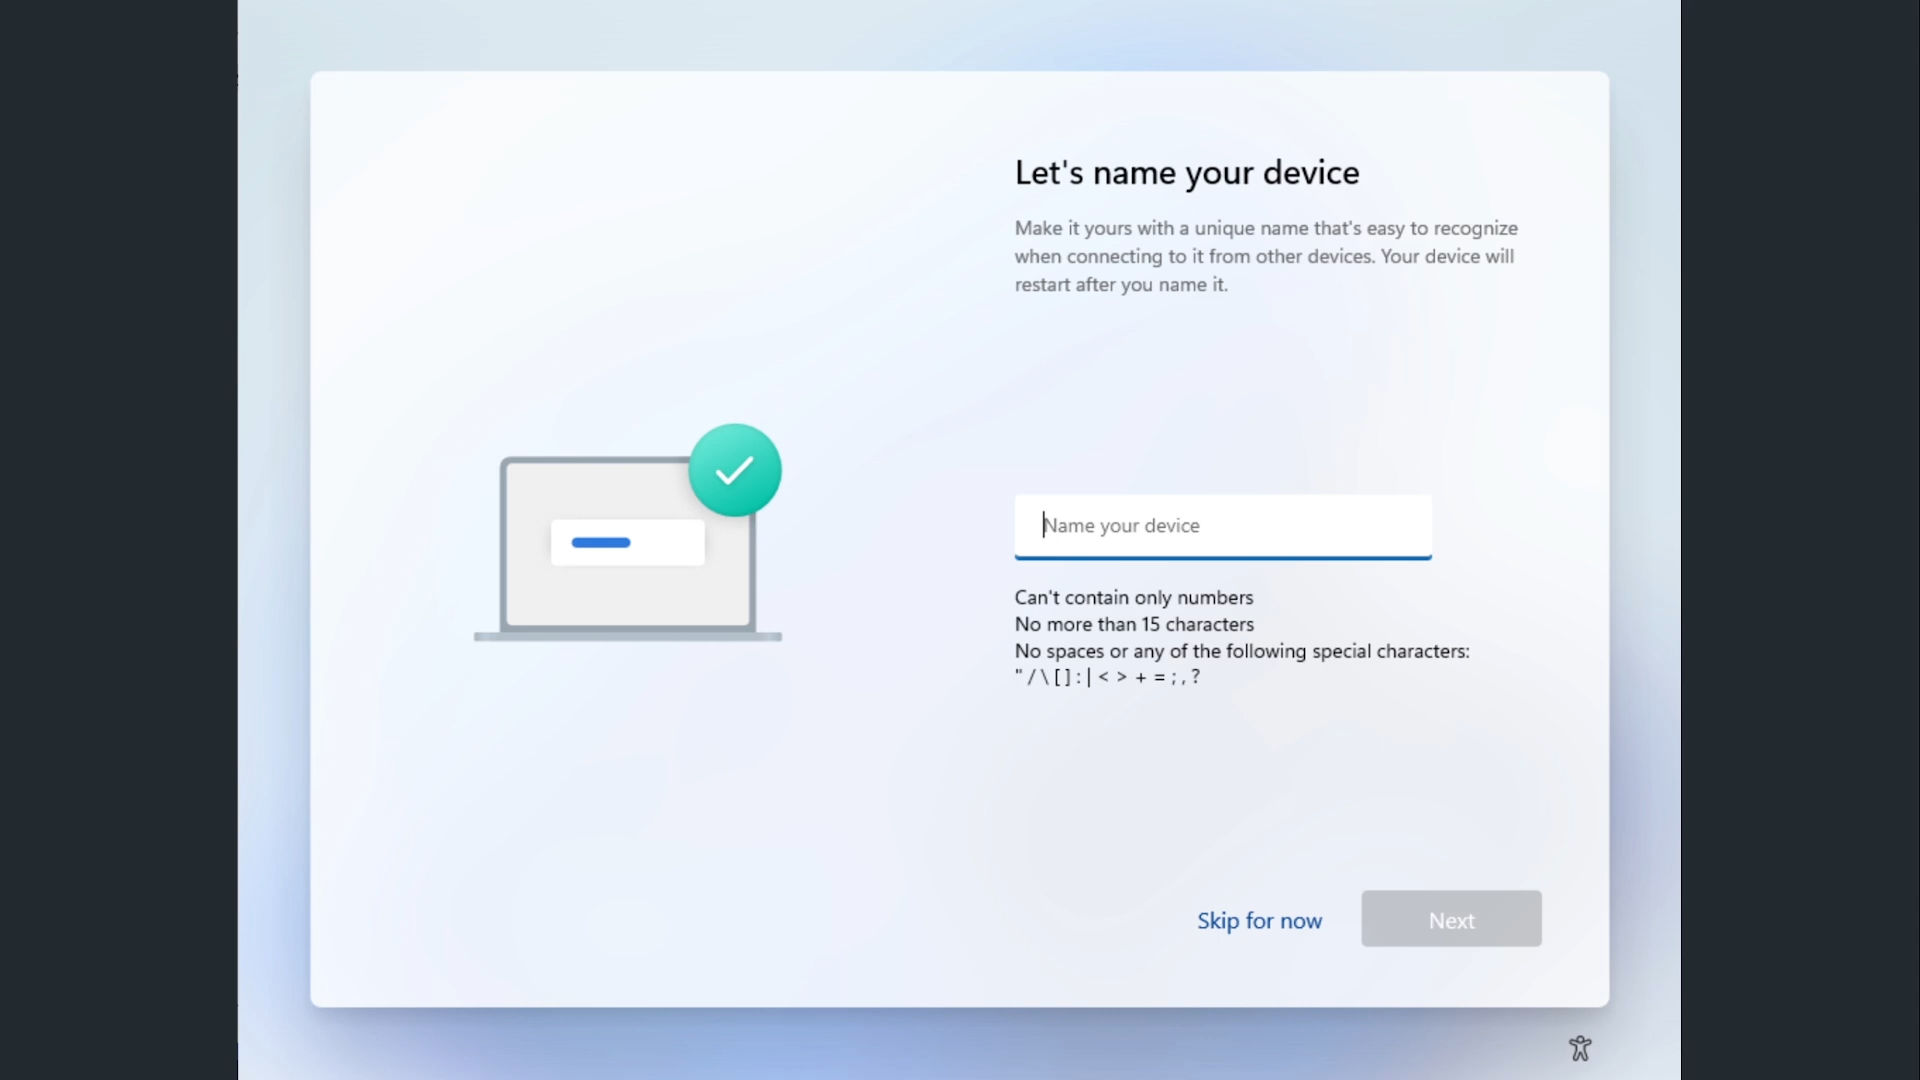 Let's name your device
Make it yours with a unique name that's easy to recognize
when connecting to it from other devices. Your device will
restart after you name it.
Name your device
Can't contain only numbers
No more than 15 characters
No spaces or any of the following special characters:
" / \ [ ] : | < > + = ; , ?
Skip for now
Next